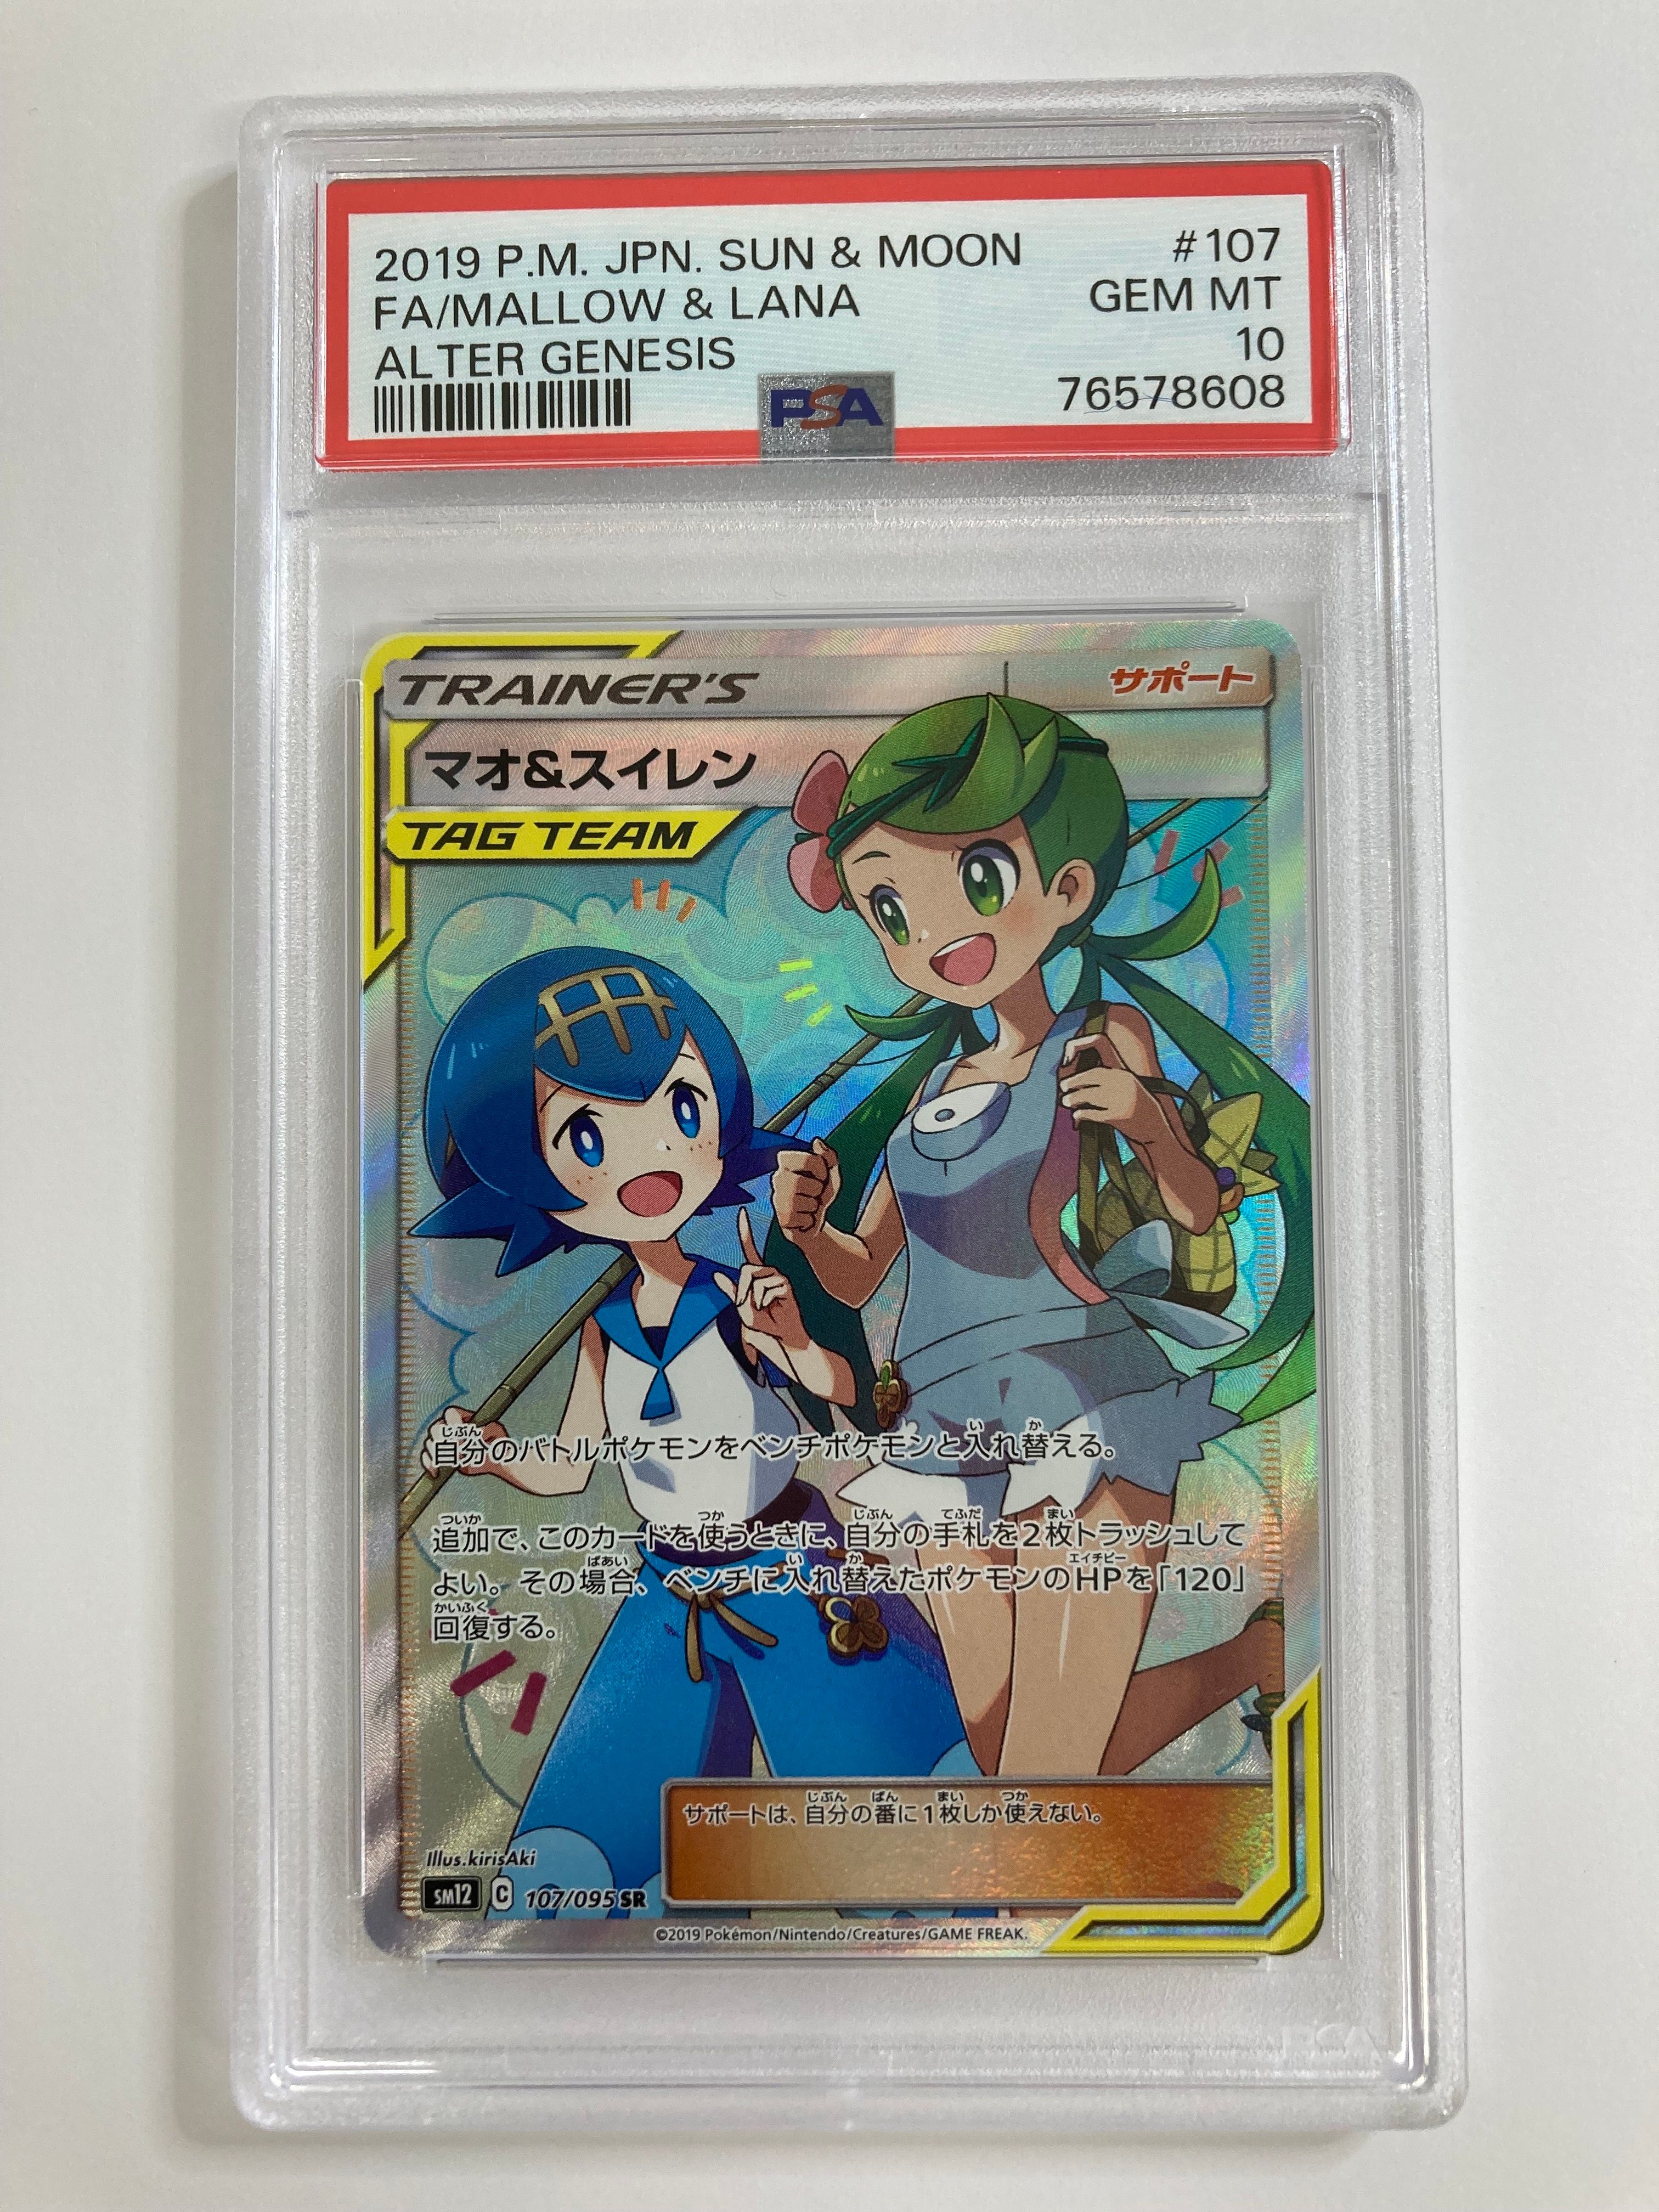 2019 P.M. JPN. SUN & MOON #107
FA/MALLOW & LANA GEM MT
ALTER GENESIS 10
PSA 76578608
TRAINER'S サポート
マオ&スイレン
TAG TEAM
自分のバトルポケモンをベンチポケモンと入れ替える。
追加で、このカードを使うときに、自分の手札を2枚トラッシュして
よい。その場合、ベンチに入れ替えたポケモンのHPを「120」
回復する。
サポートは、自分の番に1枚しか使えない。
Illus.kirisAki
SM12 C 107/095 SR
©2019 Pokémon/Nintendo/Creatures/GAME FREAK.
PSA